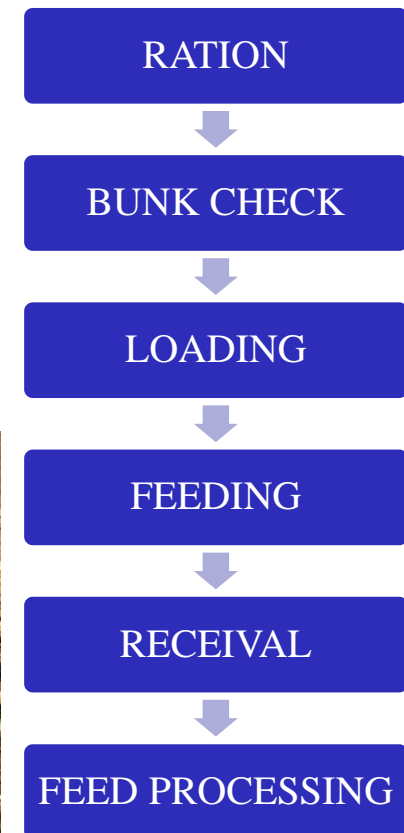 RATION
BUNK CHECK
LOADING
FEEDING
RECEIVAL
FEED PROCESSING